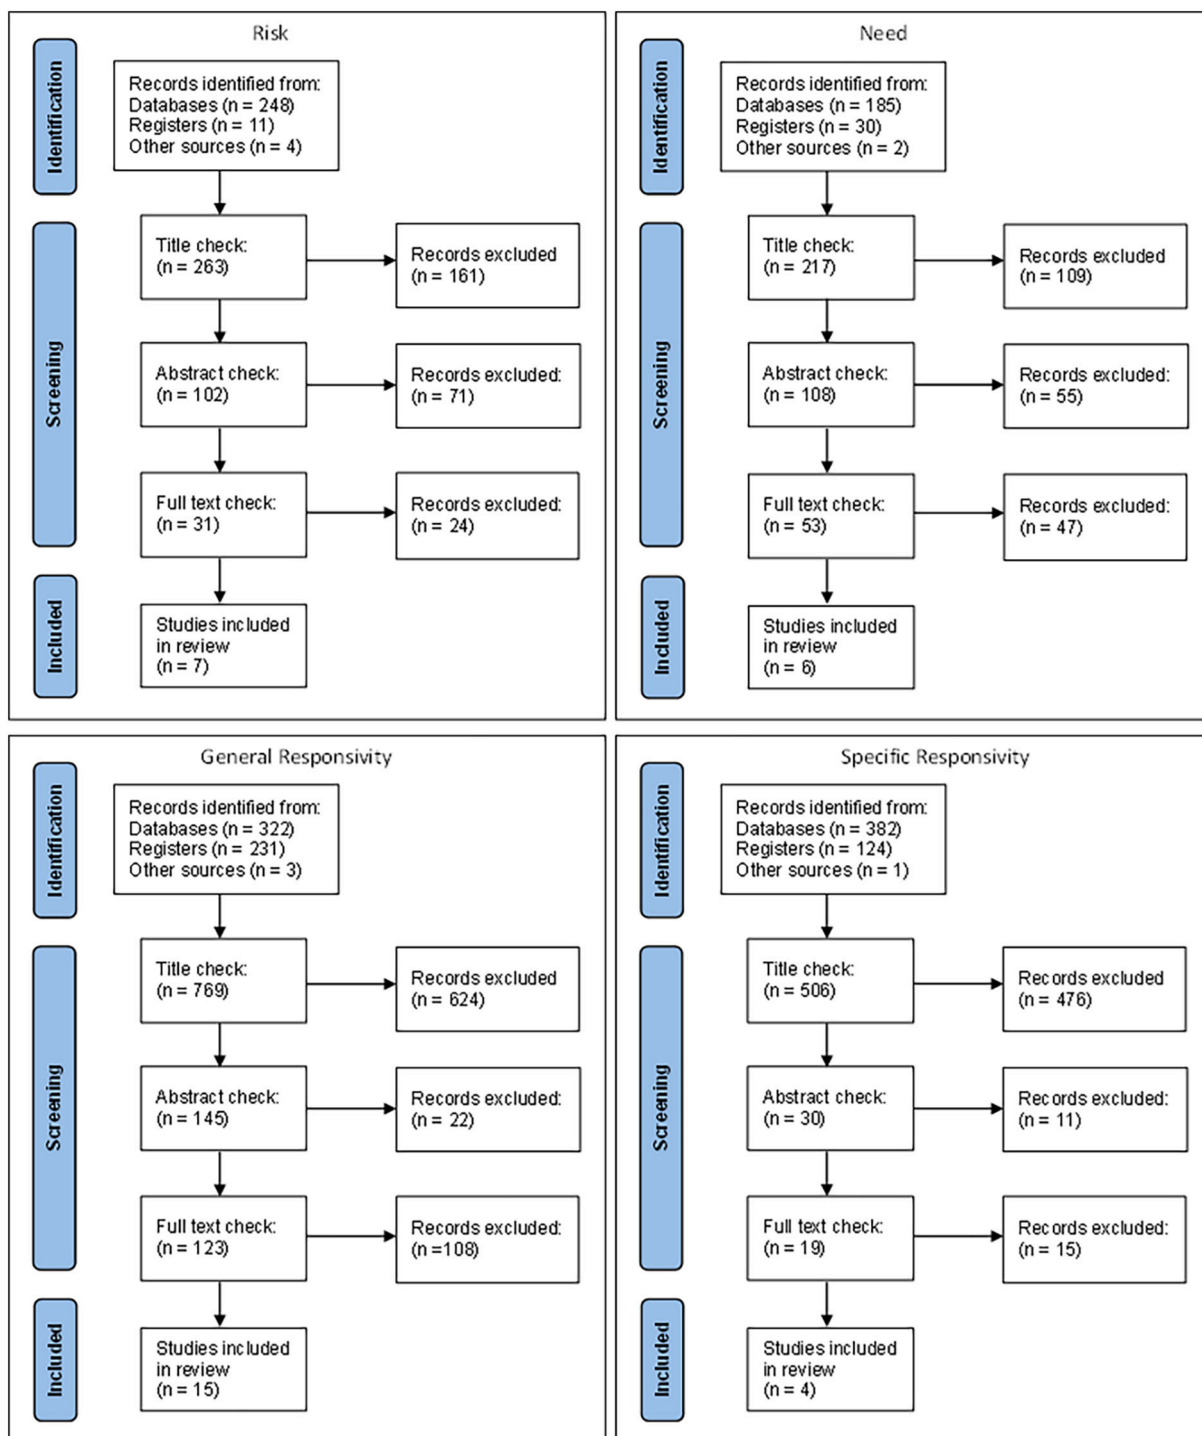 Risk
Identification
Records identified from:
Databases (n = 248)
Registers (n = 11)
Other sources (n = 4)
Screening
Title check:
(n = 263)
Records excluded
(n = 161)
Abstract check:
(n = 102)
Records excluded:
(n = 71)
Full text check:
(n = 31)
Records excluded:
(n = 24)
Included
Studies included
in review
(n = 7)
Need
Identification
Records identified from:
Databases (n = 185)
Registers (n = 30)
Other sources (n = 2)
Screening
Title check:
(n = 217)
Records excluded
(n = 109)
Abstract check:
(n = 108)
Records excluded:
(n = 55)
Full text check:
(n = 53)
Records excluded:
(n = 47)
Included
Studies included
in review
(n = 6)
General Responsivity
Identification
Records identified from:
Databases (n = 322)
Registers (n = 231)
Other sources (n = 3)
Screening
Title check:
(n = 769)
Records excluded
(n = 624)
Abstract check:
(n = 145)
Records excluded:
(n = 22)
Full text check:
(n = 123)
Records excluded:
(n =108)
Included
Studies included
in review
(n = 15)
Specific Responsivity
Identification
Records identified from:
Databases (n = 382)
Registers (n = 124)
Other sources (n = 1)
Screening
Title check:
(n = 506)
Records excluded
(n = 476)
Abstract check:
(n = 30)
Records excluded:
(n = 11)
Full text check:
(n = 19)
Records excluded:
(n = 15)
Included
Studies included
in review
(n = 4)